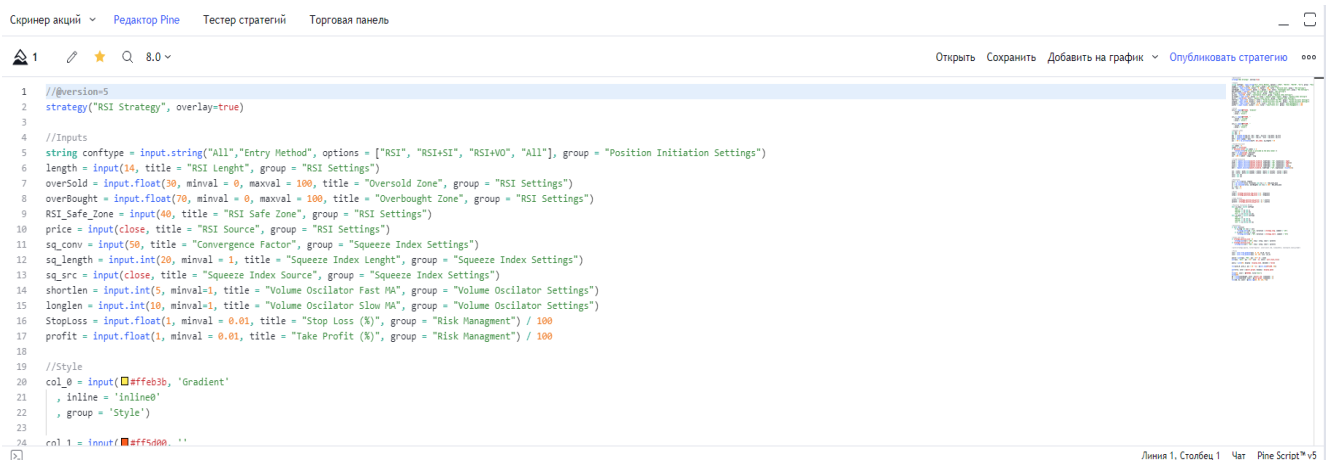 Скринер акций Редактор Pine Тестер стратегий Торговая панель
1 8.0 Открыть Сохранить Добавить на график Опубликовать стратегию
1 //@version=5
2 strategy("RSI Strategy", overlay=true)
3
4 //Inputs
5 string conftype = input.string("All","Entry Method", options = ["RSI", "RSI+SI", "RSI+VO", "All"], group = "Position Initiation Settings")
6 length = input(14, title = "RSI Lenght", group = "RSI Settings")
7 overSold = input.float(30, minval = 0, maxval = 100, title = "Oversold Zone", group = "RSI Settings")
8 overBought = input.float(70, minval = 0, maxval = 100, title = "Overbought Zone", group = "RSI Settings")
9 RSI_Safe_Zone = input(40, title = "RSI Safe Zone", group = "RSI Settings")
10 price = input(close, title = "RSI Source", group = "RSI Settings")
11 sq_conv = input(50, title = "Convergence Factor", group = "Squeeze Index Settings")
12 sq_length = input.int(20, minval = 1, title = "Squeeze Index Lenght", group = "Squeeze Index Settings")
13 sq_src = input(close, title = "Squeeze Index Source", group = "Squeeze Index Settings")
14 shortlen = input.int(5, minval=1, title = "Volume Oscilator Fast MA", group = "Volume Oscilator Settings")
15 longlen = input.int(10, minval=1, title = "Volume Oscilator Slow MA", group = "Volume Oscilator Settings")
16 StopLoss = input.float(1, minval = 0.01, title = "Stop Loss (%)", group = "Risk Managment") / 100
17 profit = input.float(1, minval = 0.01, title = "Take Profit (%)", group = "Risk Managment") / 100
18
19 //Style
20 col_0 = input(#ffeb3b, 'Gradient'
21 , inline = 'inline0'
22 , group = 'Style')
23
24 col_1 = input(#ff5d00, ''
Линия 1, Столбец 1 Чат Pine Script™ v5